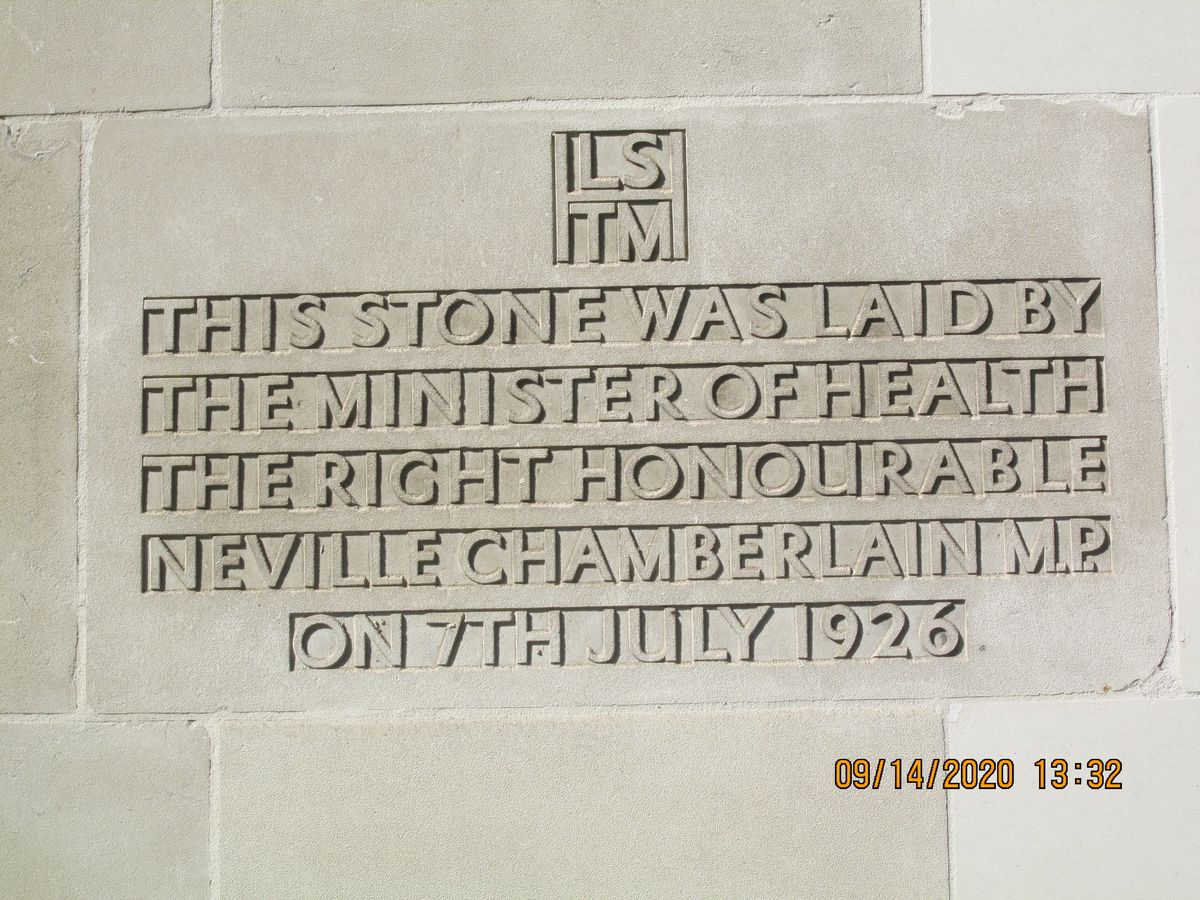 LS
TM
THIS STONE WAS LAID BY
THE MINISTER OF HEALTH
THE RIGHT HONOURABLE
NEVILLE CHAMBERLAIN M.P.
ON 7TH JULY 1926
09/14/2020 13:32